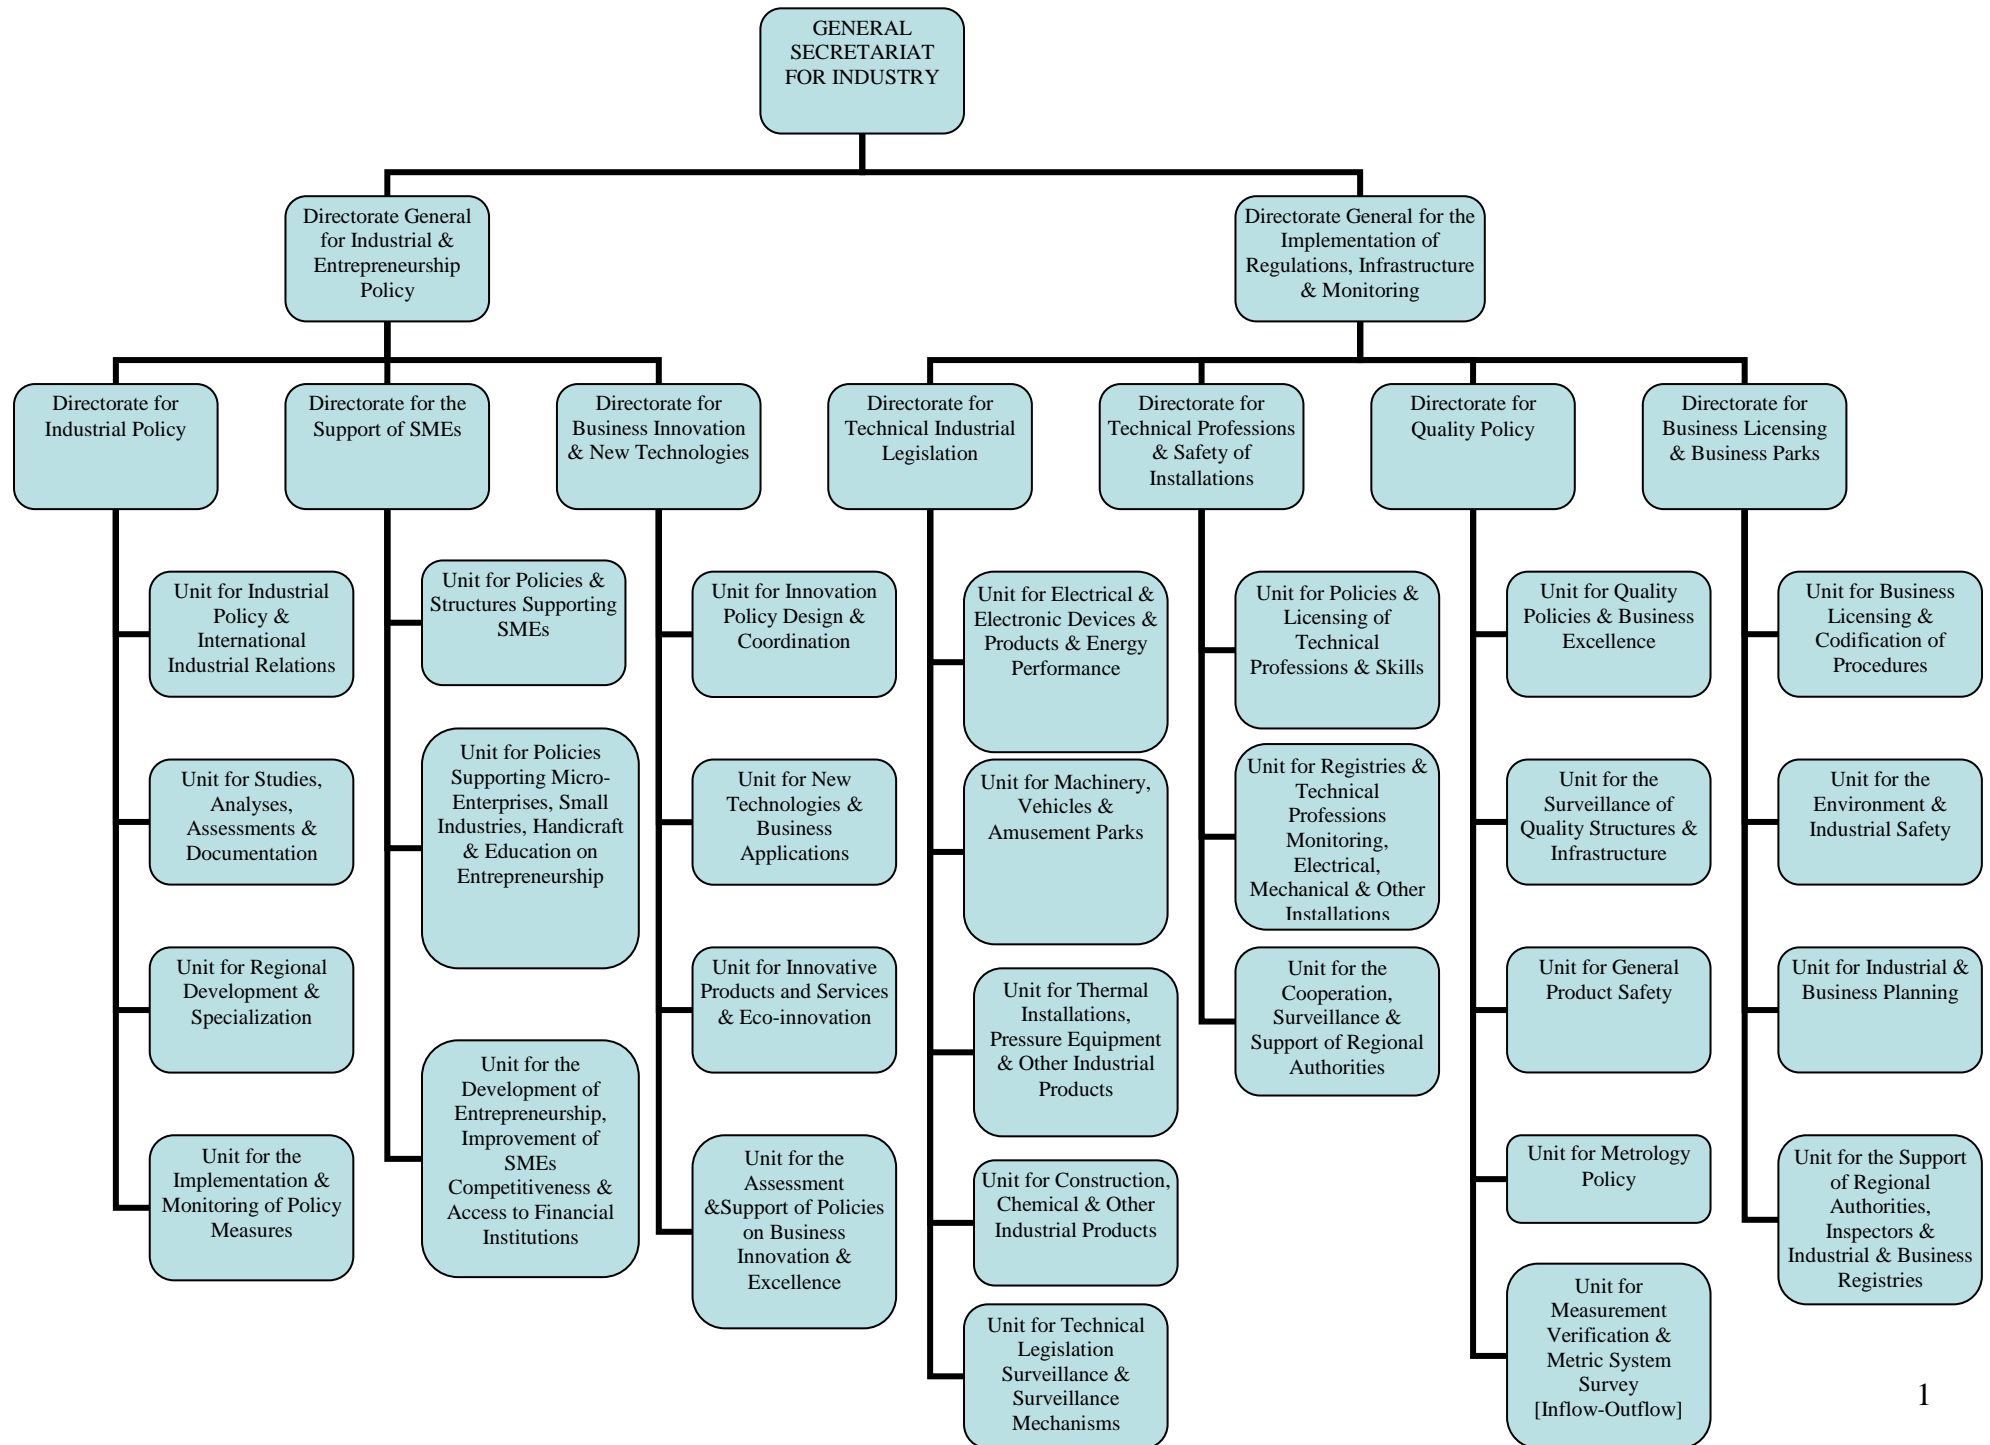 GENERAL
SECRETARIAT
FOR INDUSTRY
Directorate General
for Industrial &
Entrepreneurship
Policy
Directorate General for the
Implementation of
Regulations, Infrastructure
& Monitoring
Directorate for
Industrial Policy
Directorate for the
Support of SMEs
Directorate for
Business Innovation
& New Technologies
Directorate for
Technical Industrial
Legislation
Directorate for
Technical Professions
& Safety of
Installations
Directorate for
Quality Policy
Directorate for
Business Licensing
& Business Parks
Unit for Industrial
Policy &
International
Industrial Relations
Unit for Studies,
Analyses,
Assessments &
Documentation
Unit for Regional
Development &
Specialization
Unit for the
Implementation &
Monitoring of Policy
Measures
Unit for Policies &
Structures Supporting
SMEs
Unit for Policies
Supporting Micro-
Enterprises, Small
Industries, Handicraft
& Education on
Entrepreneurship
Unit for the
Development of
Entrepreneurship,
Improvement of
SMEs
Competitiveness &
Access to Financial
Institutions
Unit for Innovation
Policy Design &
Coordination
Unit for New
Technologies &
Business
Applications
Unit for Innovative
Products and Services
& Eco-innovation
Unit for the
Assessment
&Support of Policies
on Business
Innovation &
Excellence
Unit for Electrical &
Electronic Devices &
Products & Energy
Performance
Unit for Machinery,
Vehicles &
Amusement Parks
Unit for Thermal
Installations,
Pressure Equipment
& Other Industrial
Products
Unit for Construction,
Chemical & Other
Industrial Products
Unit for Technical
Legislation
Surveillance &
Surveillance
Mechanisms
Unit for Policies &
Licensing of
Technical
Professions & Skills
Unit for Registries &
Technical
Professions
Monitoring,
Electrical,
Mechanical & Other
Installations
Unit for the
Cooperation,
Surveillance &
Support of Regional
Authorities
Unit for Quality
Policies & Business
Excellence
Unit for the
Surveillance of
Quality Structures &
Infrastructure
Unit for General
Product Safety
Unit for Metrology
Policy
Unit for
Measurement
Verification &
Metric System
Survey
[Inflow-Outflow]
Unit for Business
Licensing &
Codification of
Procedures
Unit for the
Environment &
Industrial Safety
Unit for Industrial &
Business Planning
Unit for the Support
of Regional
Authorities,
Inspectors &
Industrial & Business
Registries
1